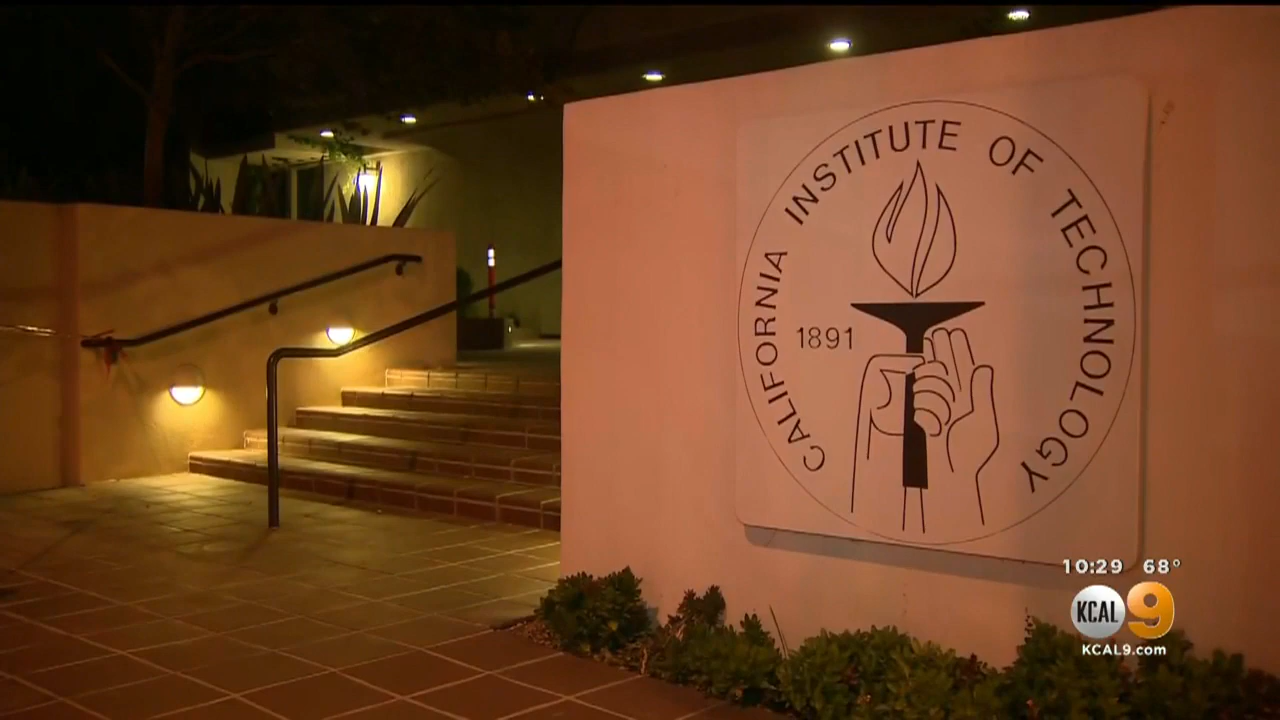 CALIFORNIA INSTITUTE OF TECHNOLOGY
1891
10:29 68°
KCAL 9
KCAL9.com